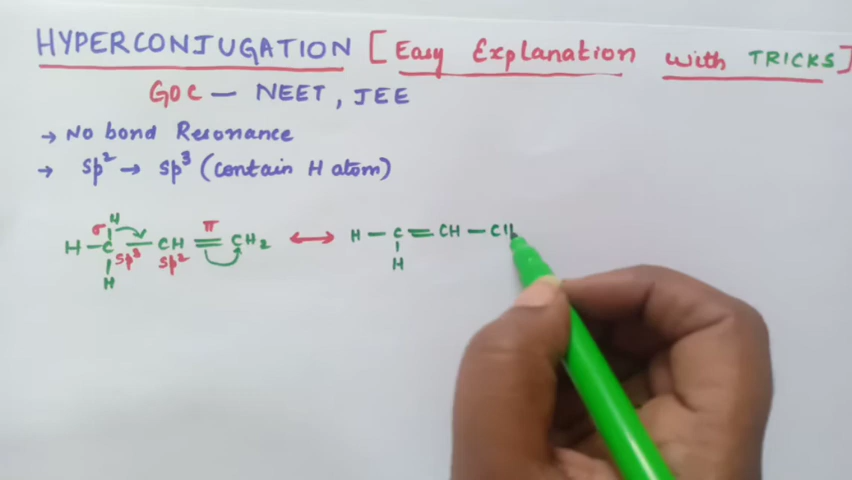 HYPERCONJUGATION [Easy Explanation with TRICKS]
GOC — NEET, JEE
→ No bond Resonance
→ sp² → sp³ (contain H atom)
H
σ π
H — C — CH = CH₂ ↔ H — C = CH — CH
sp³ sp²
H H